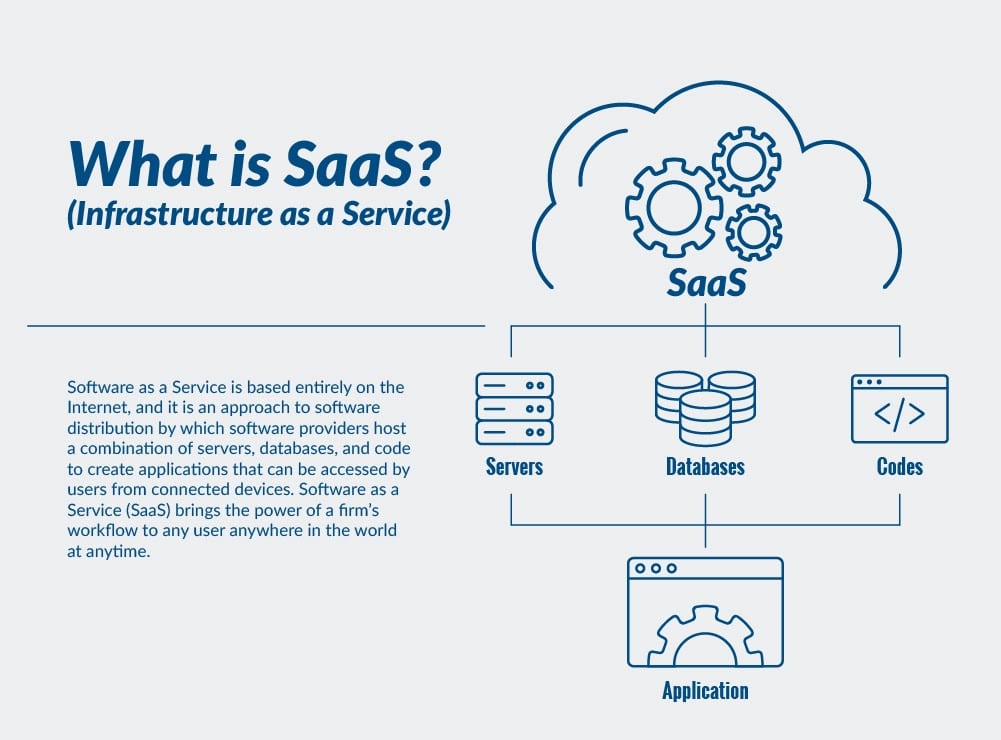 What is SaaS?
(Infrastructure as a Service)
Software as a Service is based entirely on the
Internet, and it is an approach to software
distribution by which software providers host
a combination of servers, databases, and code
to create applications that can be accessed by
users from connected devices. Software as a
Service (SaaS) brings the power of a firm's
workflow to any user anywhere in the world
at anytime.
SaaS
Servers
Databases
</>
Codes
Application